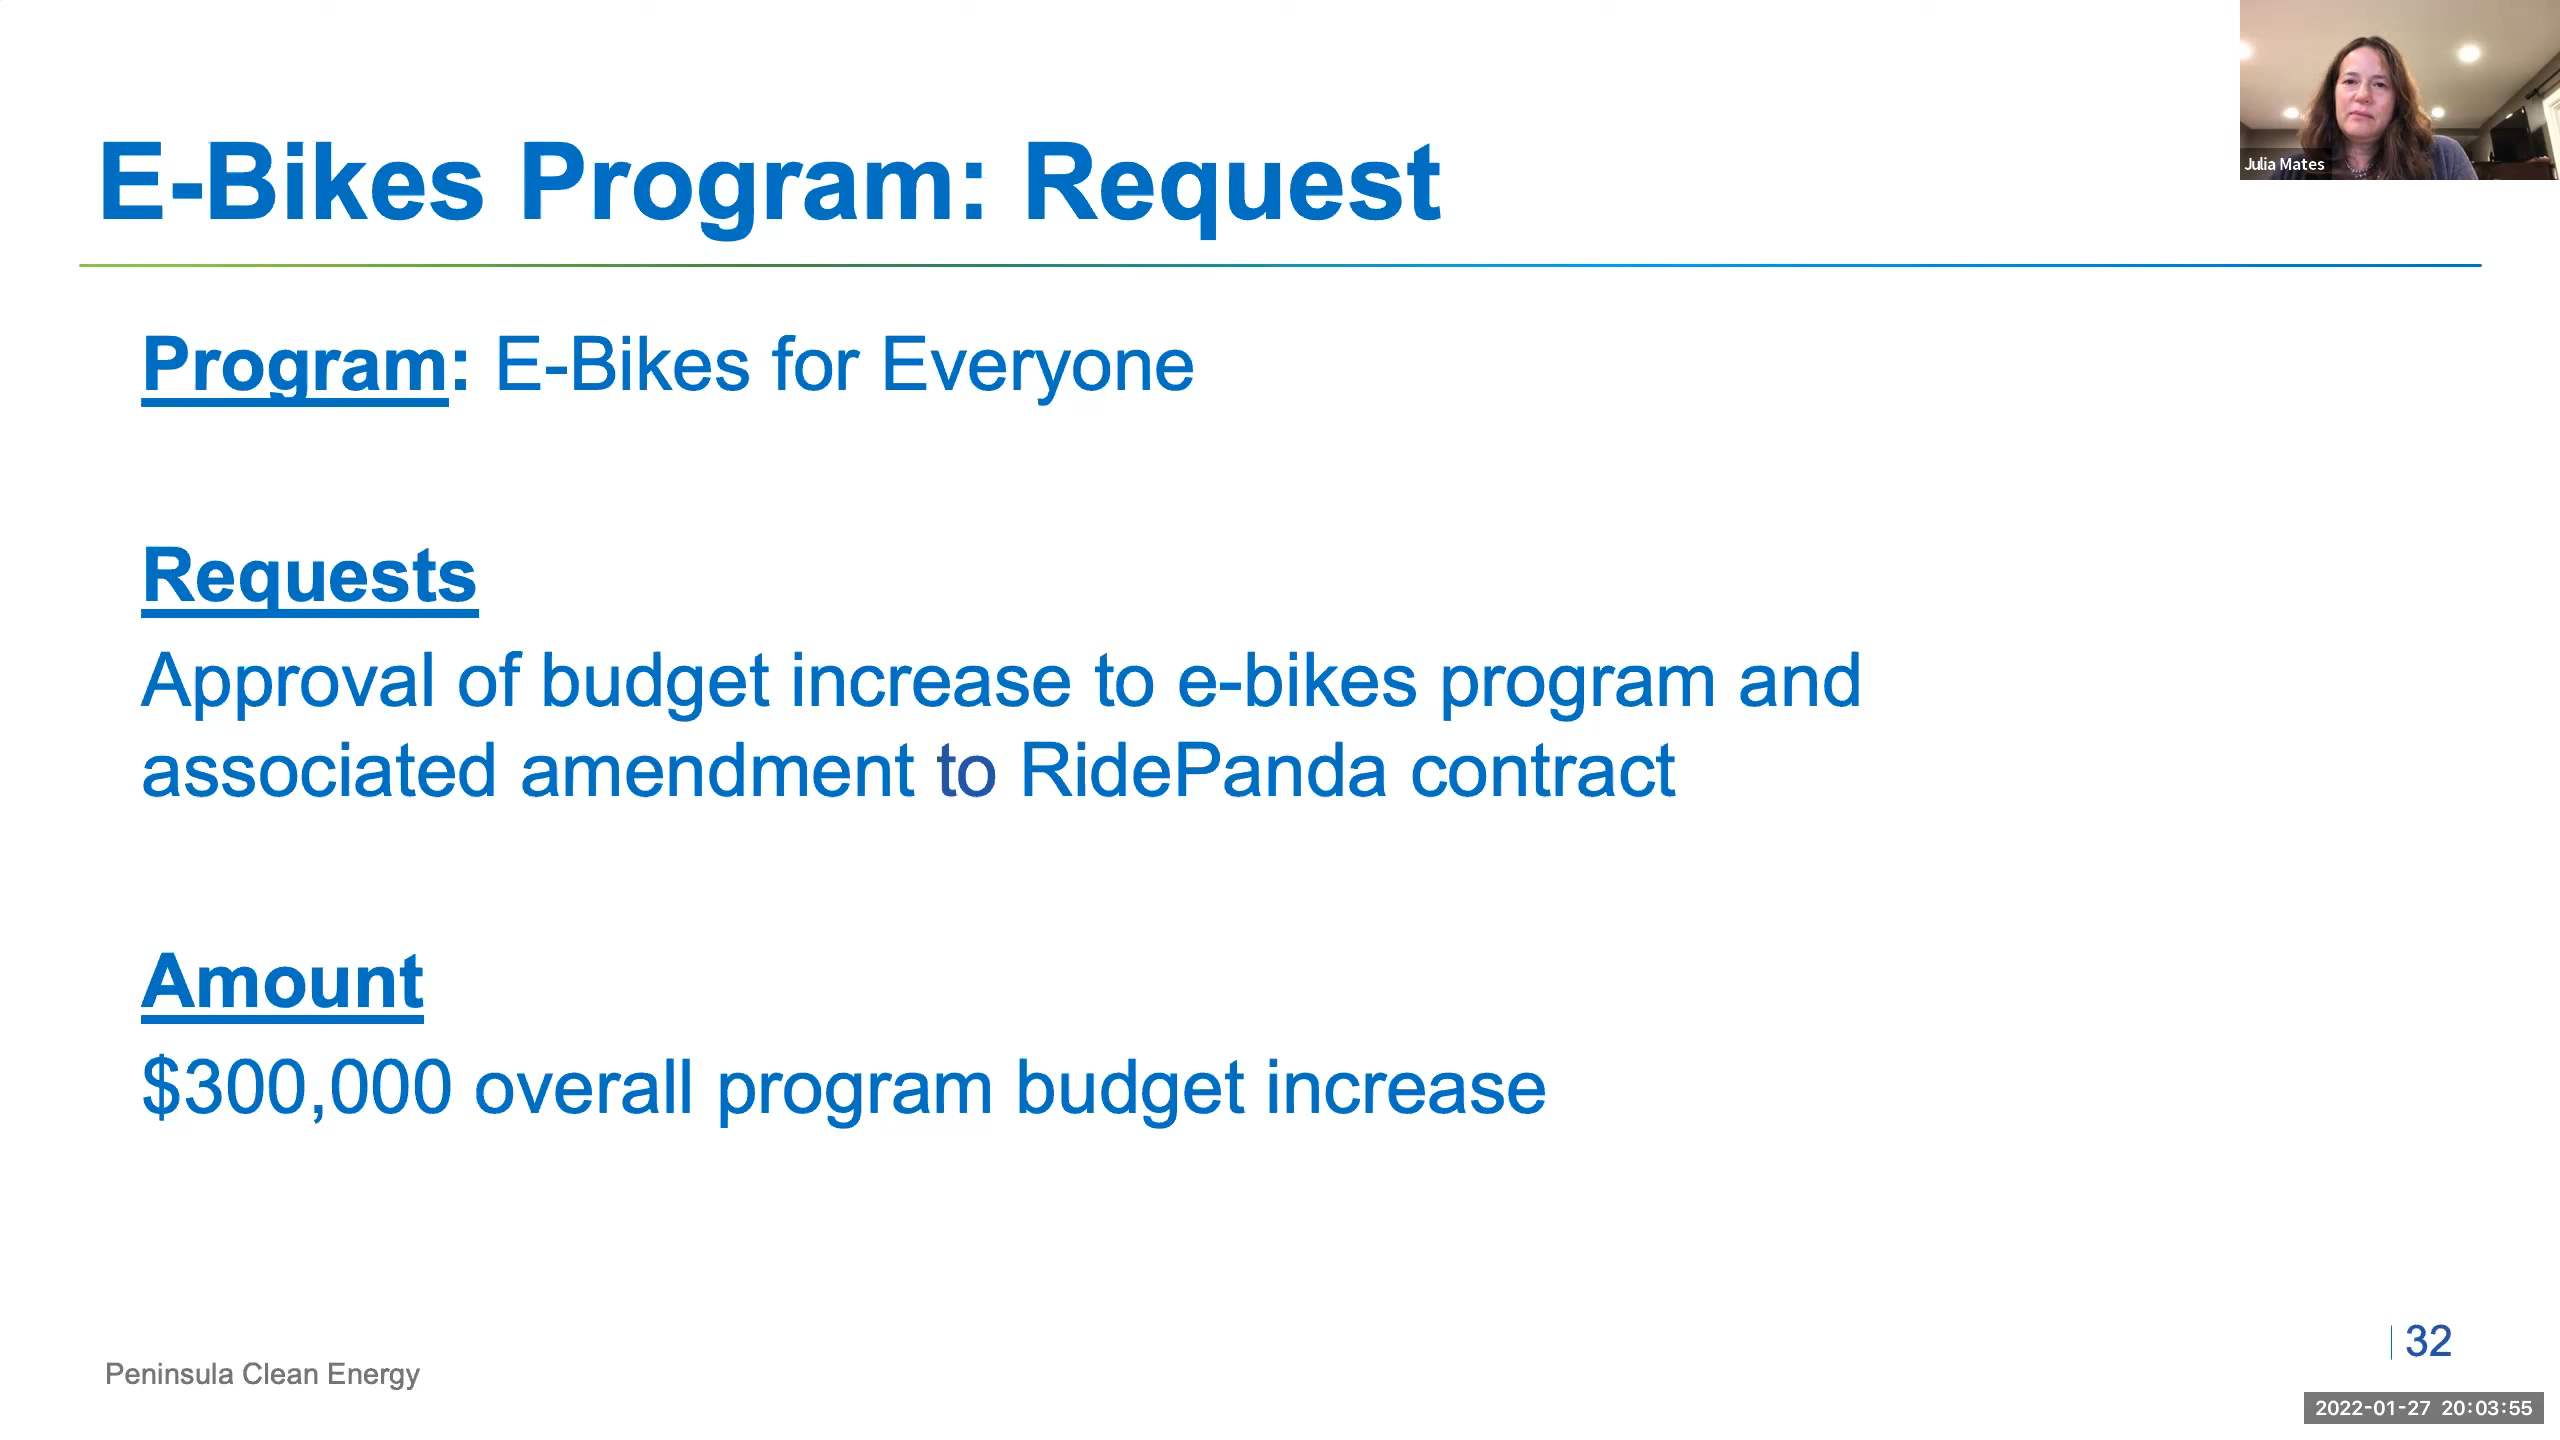 Julia Mates
E-Bikes Program: Request
Program: E-Bikes for Everyone
Requests
Approval of budget increase to e-bikes program and
associated amendment to RidePanda contract
Amount
$300,000 overall program budget increase
32
Peninsula Clean Energy
2022-01-27 20:03:55